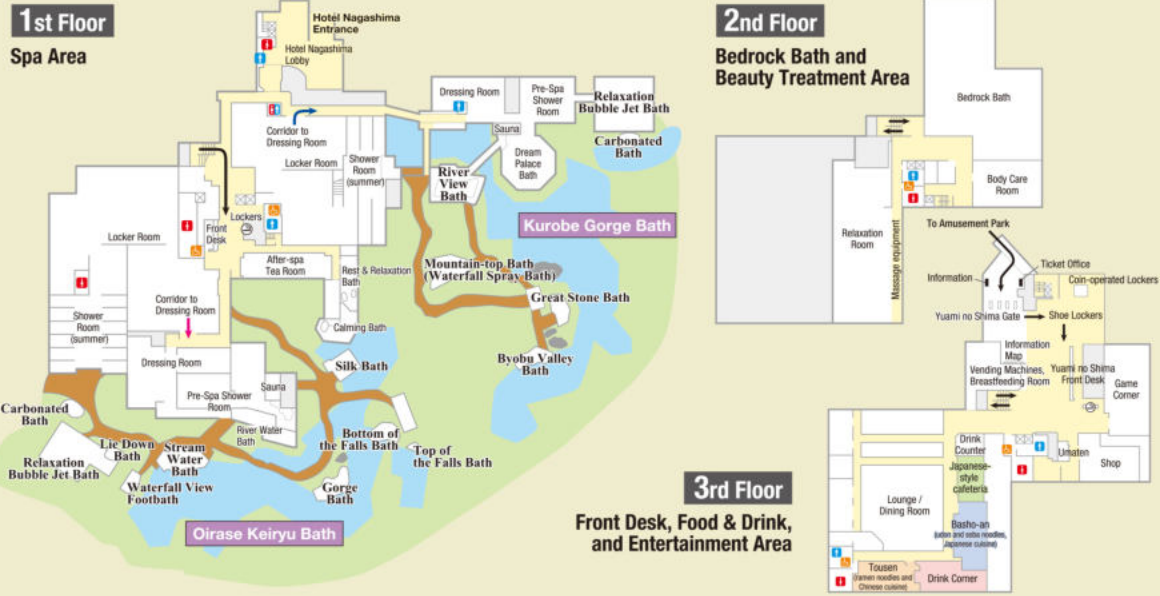 1st Floor
Spa Area
Hotel Nagashima
Entrance
Hotel Nagashima
Lobby
Corridor to
Dressing Room
Locker Room
Shower
Room
(summer)
Dressing Room
Pre-Spa
Shower
Room
Relaxation
Bubble Jet Bath
Carbonated
Bath
Sauna
Dream
Palace
Bath
River
View
Bath
Kurobe Gorge Bath
Mountain-top Bath
(Waterfall Spray Bath)
Great Stone Bath
Byobu Valley
Bath
Lockers
Front
Desk
Locker Room
After-spa
Tea Room
Rest & Relaxation
Bath
Calming Bath
Corridor to
Dressing Room
Shower
Room
(summer)
Dressing Room
Pre-Spa Shower
Room
Sauna
River Water
Bath
Silk Bath
Carbonated
Bath
Relaxation
Bubble Jet Bath
Lie Down
Bath
Stream
Water
Bath
Waterfall View
Footbath
Bottom of
the Falls Bath
Top of
the Falls Bath
Gorge
Bath
Oirase Keiryu Bath
2nd Floor
Bedrock Bath and
Beauty Treatment Area
Bedrock Bath
Body Care
Room
Relaxation
Room
Massage equipment
3rd Floor
Front Desk, Food & Drink,
and Entertainment Area
To Amusement Park
Ticket Office
Information
Coin-operated Lockers
Yuami no Shima Gate
Shoe Lockers
Information
Map
Vending Machines,
Breastfeeding Room
Yuami no Shima
Front Desk
Game
Corner
Drink
Counter
Umaten
Shop
Japanese-
style
cafeteria
Lounge /
Dining Room
Basho-an
(udon and soba noodles,
Japanese cuisine)
Tousen
(ramen noodles and
Chinese cuisine)
Drink Corner